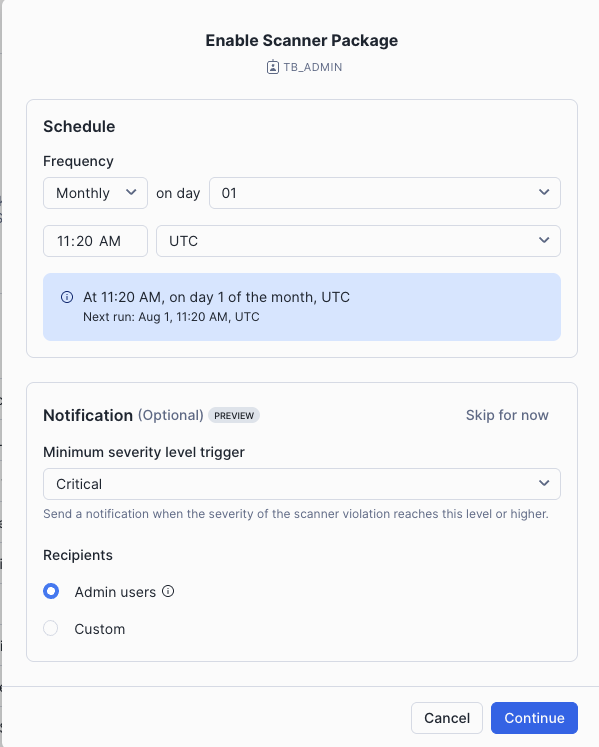 Enable Scanner Package
TB_ADMIN
Schedule
Frequency
Monthly on day 01
11:20 AM UTC
At 11:20 AM, on day 1 of the month, UTC
Next run: Aug 1, 11:20 AM, UTC
Notification (Optional) PREVIEW Skip for now
Minimum severity level trigger
Critical
Send a notification when the severity of the scanner violation reaches this level or higher.
Recipients
Admin users
Custom
Cancel Continue